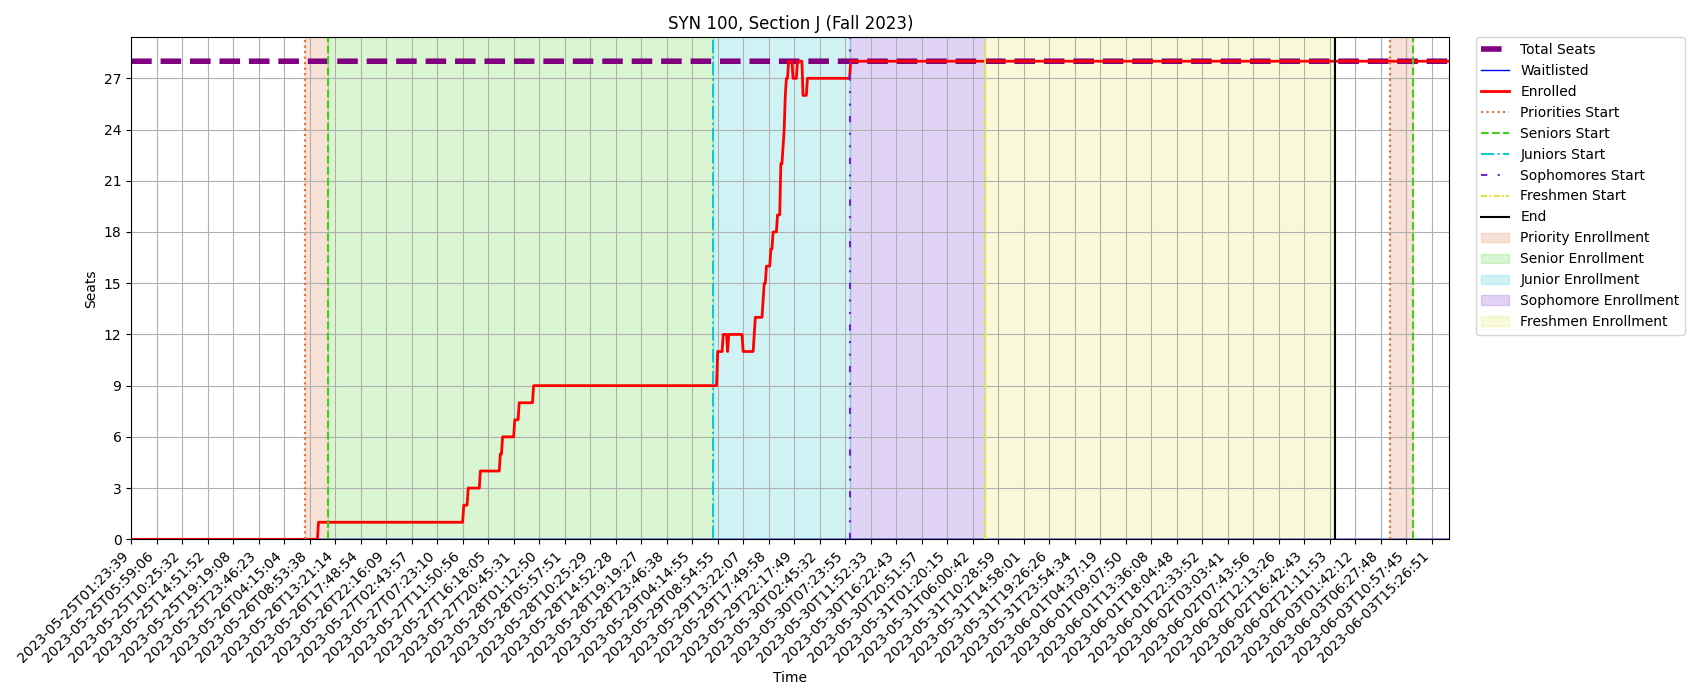 SYN 100, Section J (Fall 2023)
Seats
27
24
21
18
15
12
9
6
3
0
2023-05-25T01:23:39
2023-05-25T05:59:06
2023-05-25T10:25:32
2023-05-25T14:51:52
2023-05-25T19:19:08
2023-05-25T23:46:23
2023-05-26T04:15:04
2023-05-26T08:53:38
2023-05-26T13:21:14
2023-05-26T17:48:54
2023-05-26T22:16:09
2023-05-27T02:43:57
2023-05-27T07:23:10
2023-05-27T11:50:56
2023-05-27T16:18:05
2023-05-27T20:45:31
2023-05-28T01:12:50
2023-05-28T05:57:51
2023-05-28T10:25:29
2023-05-28T14:52:28
2023-05-28T19:19:27
2023-05-28T23:46:38
2023-05-29T04:14:55
2023-05-29T08:54:55
2023-05-29T13:22:07
2023-05-29T17:49:58
2023-05-29T22:17:49
2023-05-30T02:45:32
2023-05-30T07:23:55
2023-05-30T11:52:33
2023-05-30T16:22:43
2023-05-30T20:51:57
2023-05-31T01:20:15
2023-05-31T06:00:42
2023-05-31T10:28:59
2023-05-31T14:58:01
2023-05-31T19:26:26
2023-05-31T23:54:34
2023-06-01T04:37:19
2023-06-01T09:07:50
2023-06-01T13:36:08
2023-06-01T18:04:48
2023-06-01T22:33:52
2023-06-02T03:03:41
2023-06-02T07:43:56
2023-06-02T12:13:26
2023-06-02T16:42:43
2023-06-02T21:11:53
2023-06-03T01:42:12
2023-06-03T06:27:48
2023-06-03T10:57:45
2023-06-03T15:26:51
Time
Total Seats
Waitlisted
Enrolled
Priorities Start
Seniors Start
Juniors Start
Sophomores Start
Freshmen Start
End
Priority Enrollment
Senior Enrollment
Junior Enrollment
Sophomore Enrollment
Freshmen Enrollment